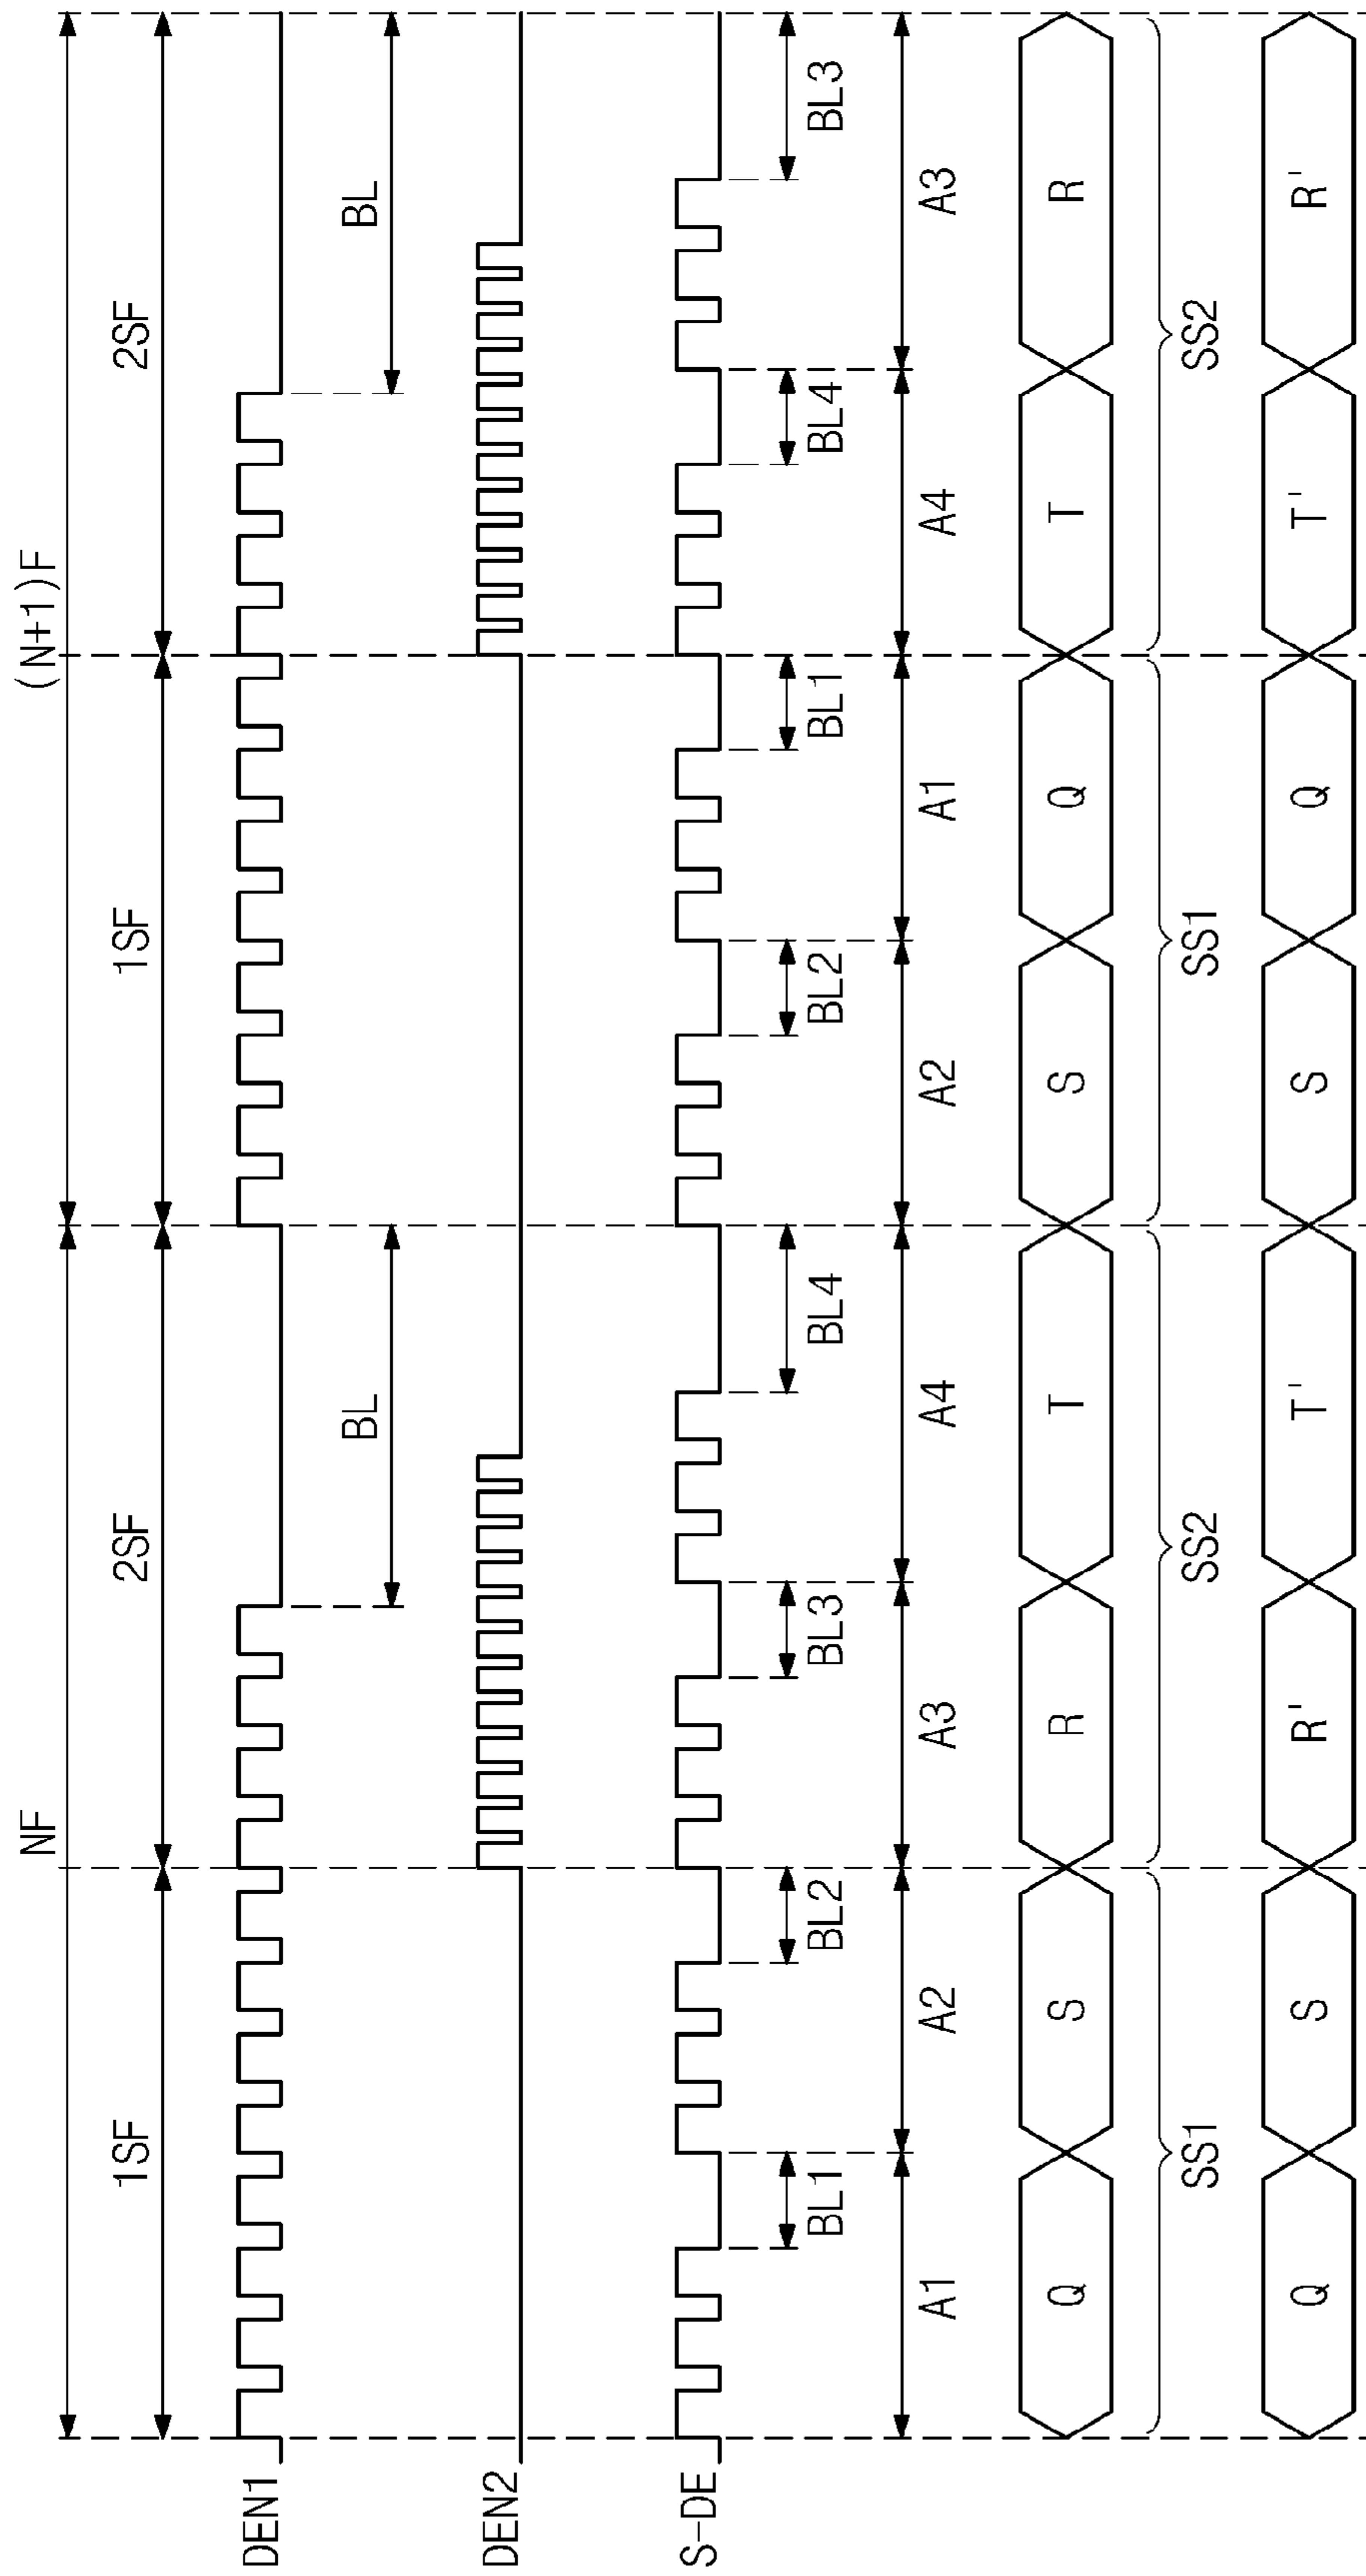 NF (N+1)F
1SF 2SF 1SF 2SF
DEN1
BL BL
DEN2
S-DE
BL1 BL2 BL3 BL4 BL2 BL1 BL4 BL3
A1 A2 A3 A4 A2 A1 A4 A3
Q S R T S Q T R
SS1 SS2 SS1 SS2
Q S R' T' S Q T' R'